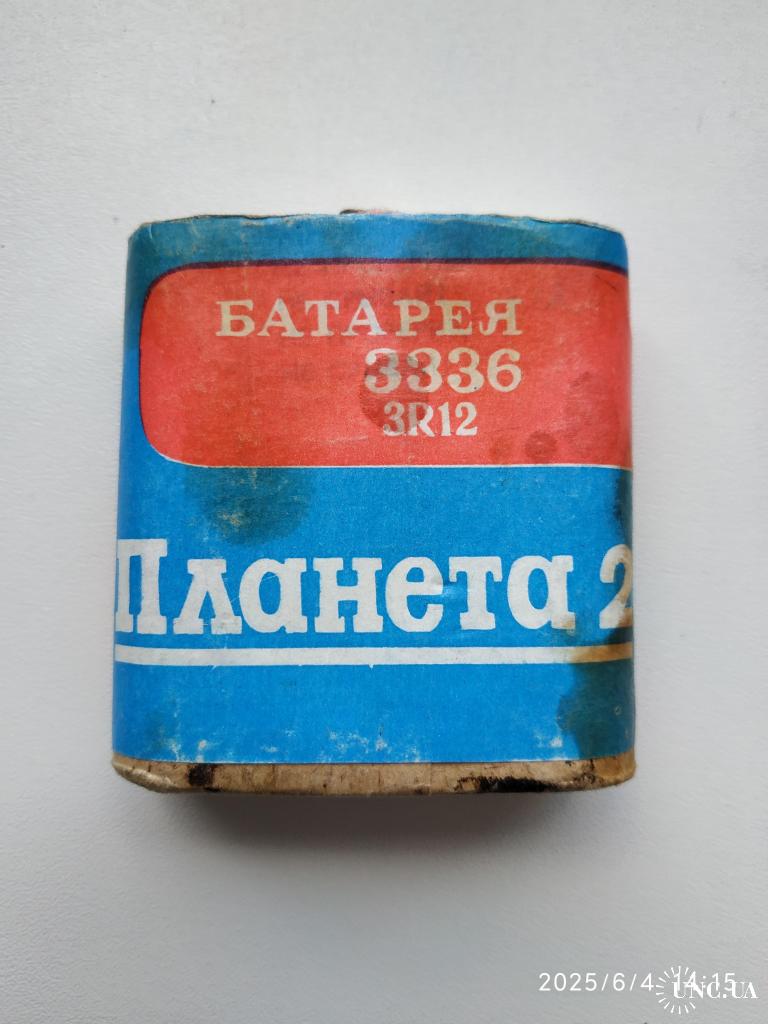 БАТАРЕЯ
3336
3R12
Планета 2
2025/6/4 14:15
UNC.UA